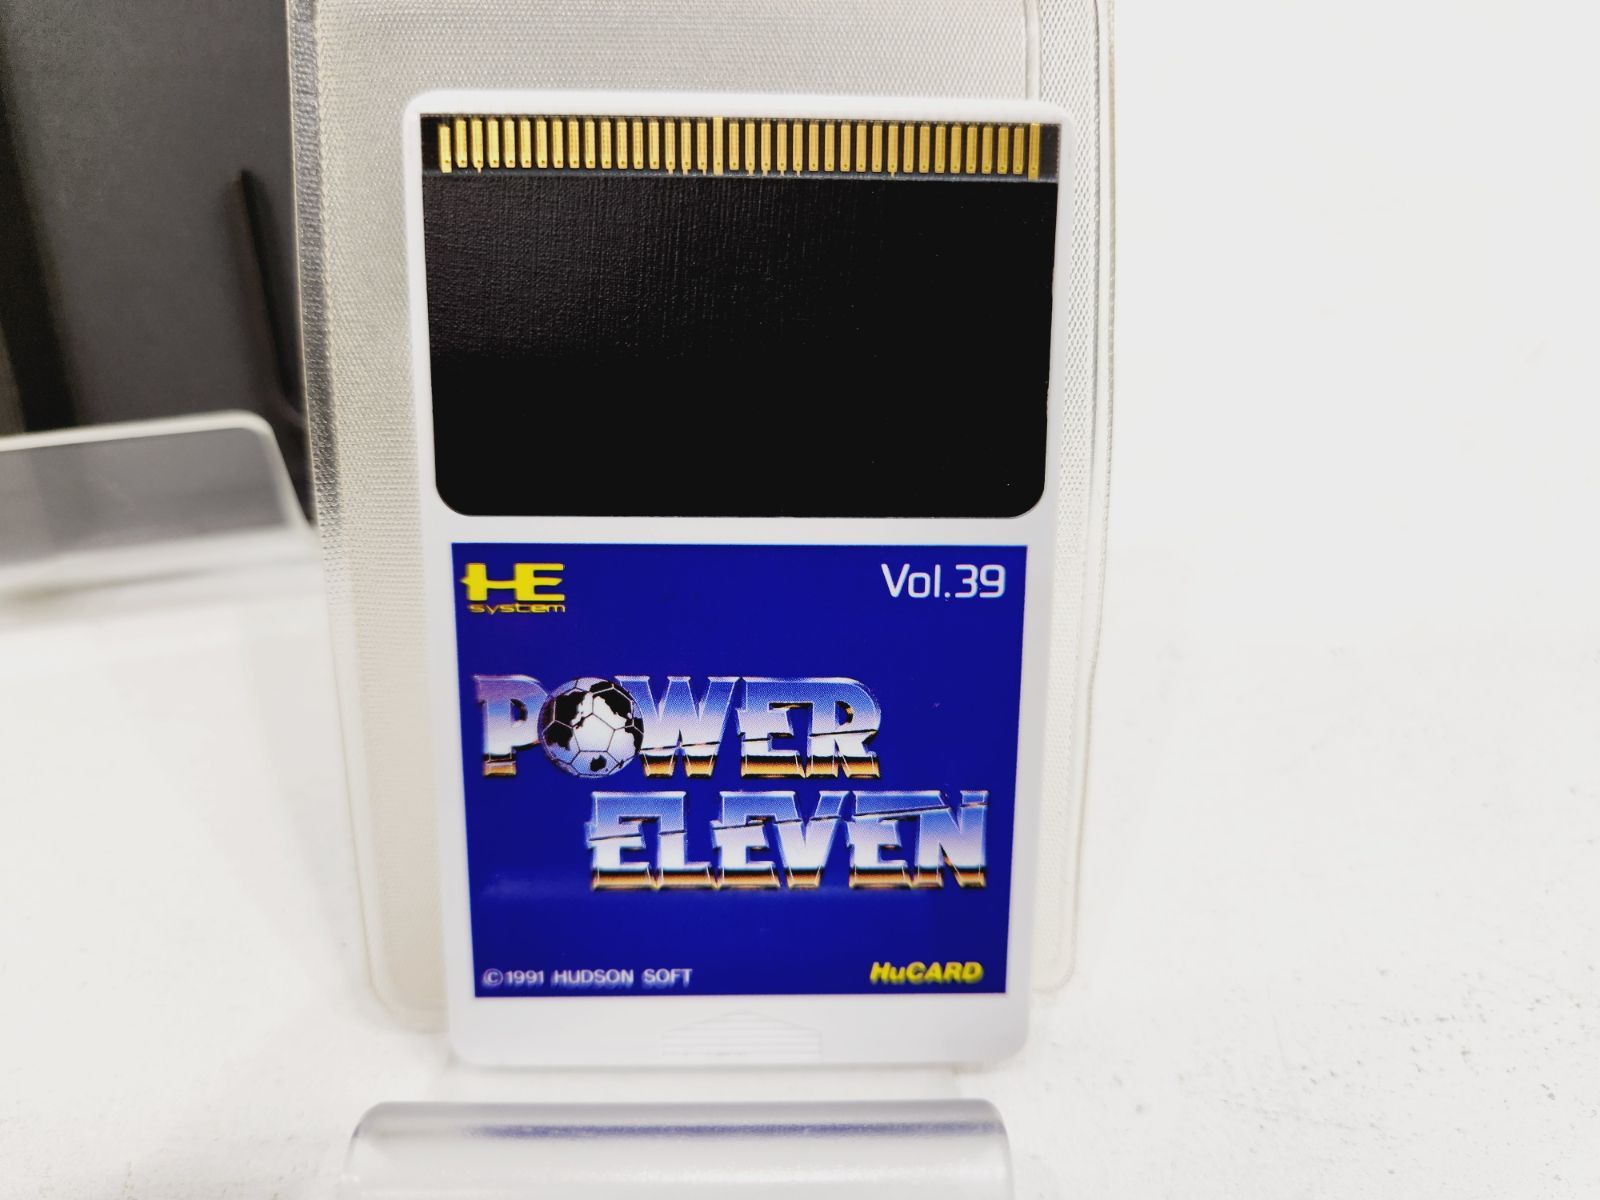 HE
system
Vol.39
POWER
ELEVEN
©1991 HUDSON SOFT
HuCARD